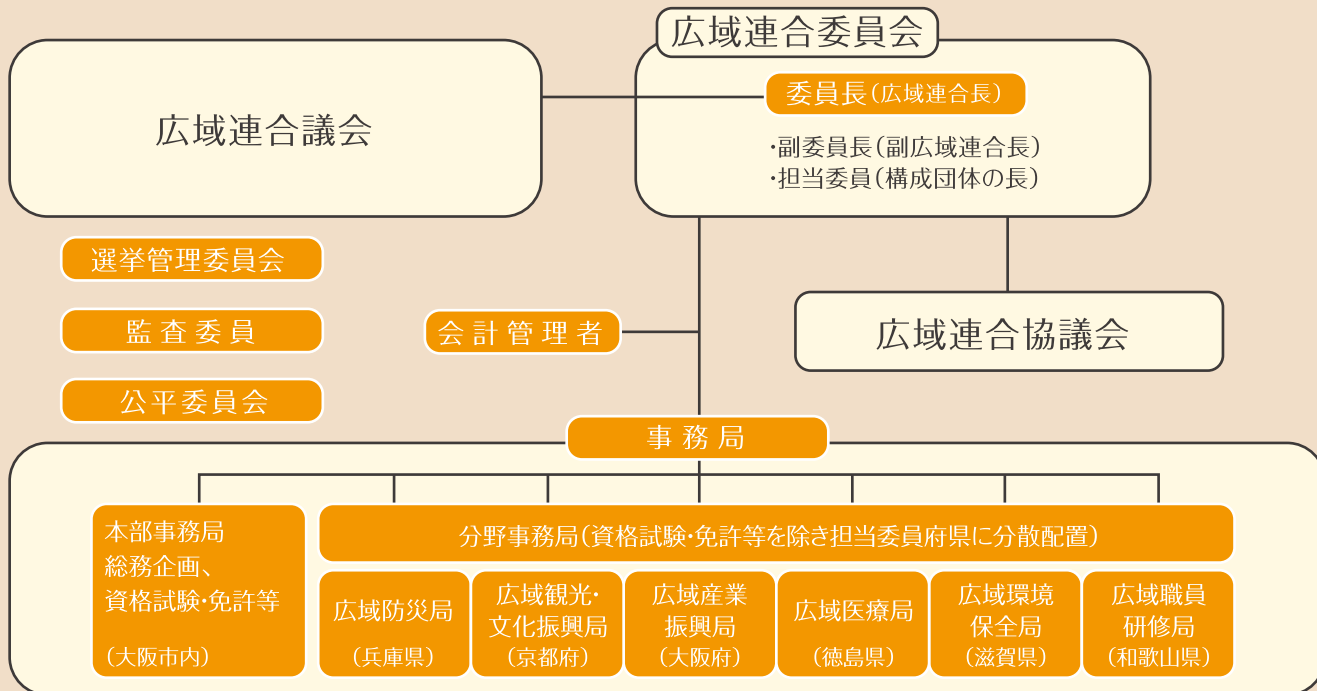 広域連合委員会
広域連合議会
委員長(広域連合長)
・副委員長(副広域連合長)
・担当委員(構成団体の長)
選挙管理委員会
監査委員
公平委員会
会計管理者
広域連合協議会
事務局
本部事務局
総務企画、
資格試験・免許等
(大阪市内)
分野事務局(資格試験・免許等を除き担当委員府県に分散配置)
広域防災局
(兵庫県)
広域観光・
文化振興局
(京都府)
広域産業
振興局
(大阪府)
広域医療局
(徳島県)
広域環境
保全局
(滋賀県)
広域職員
研修局
(和歌山県)